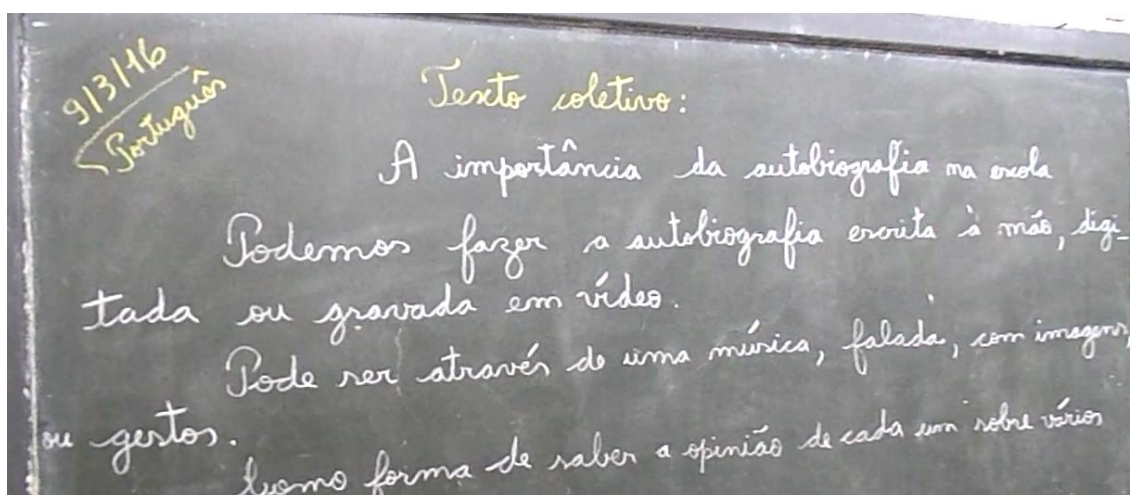 9/3/16
Português
Texto coletivo:
A importância da autobiografia na escola
Podemos fazer a autobiografia escrita à mão, digi-
tada ou gravada em vídeo.
Pode ser através de uma música, falada, com imagens,
ou gestos.
Como forma de saber a opinião de cada um sobre vários